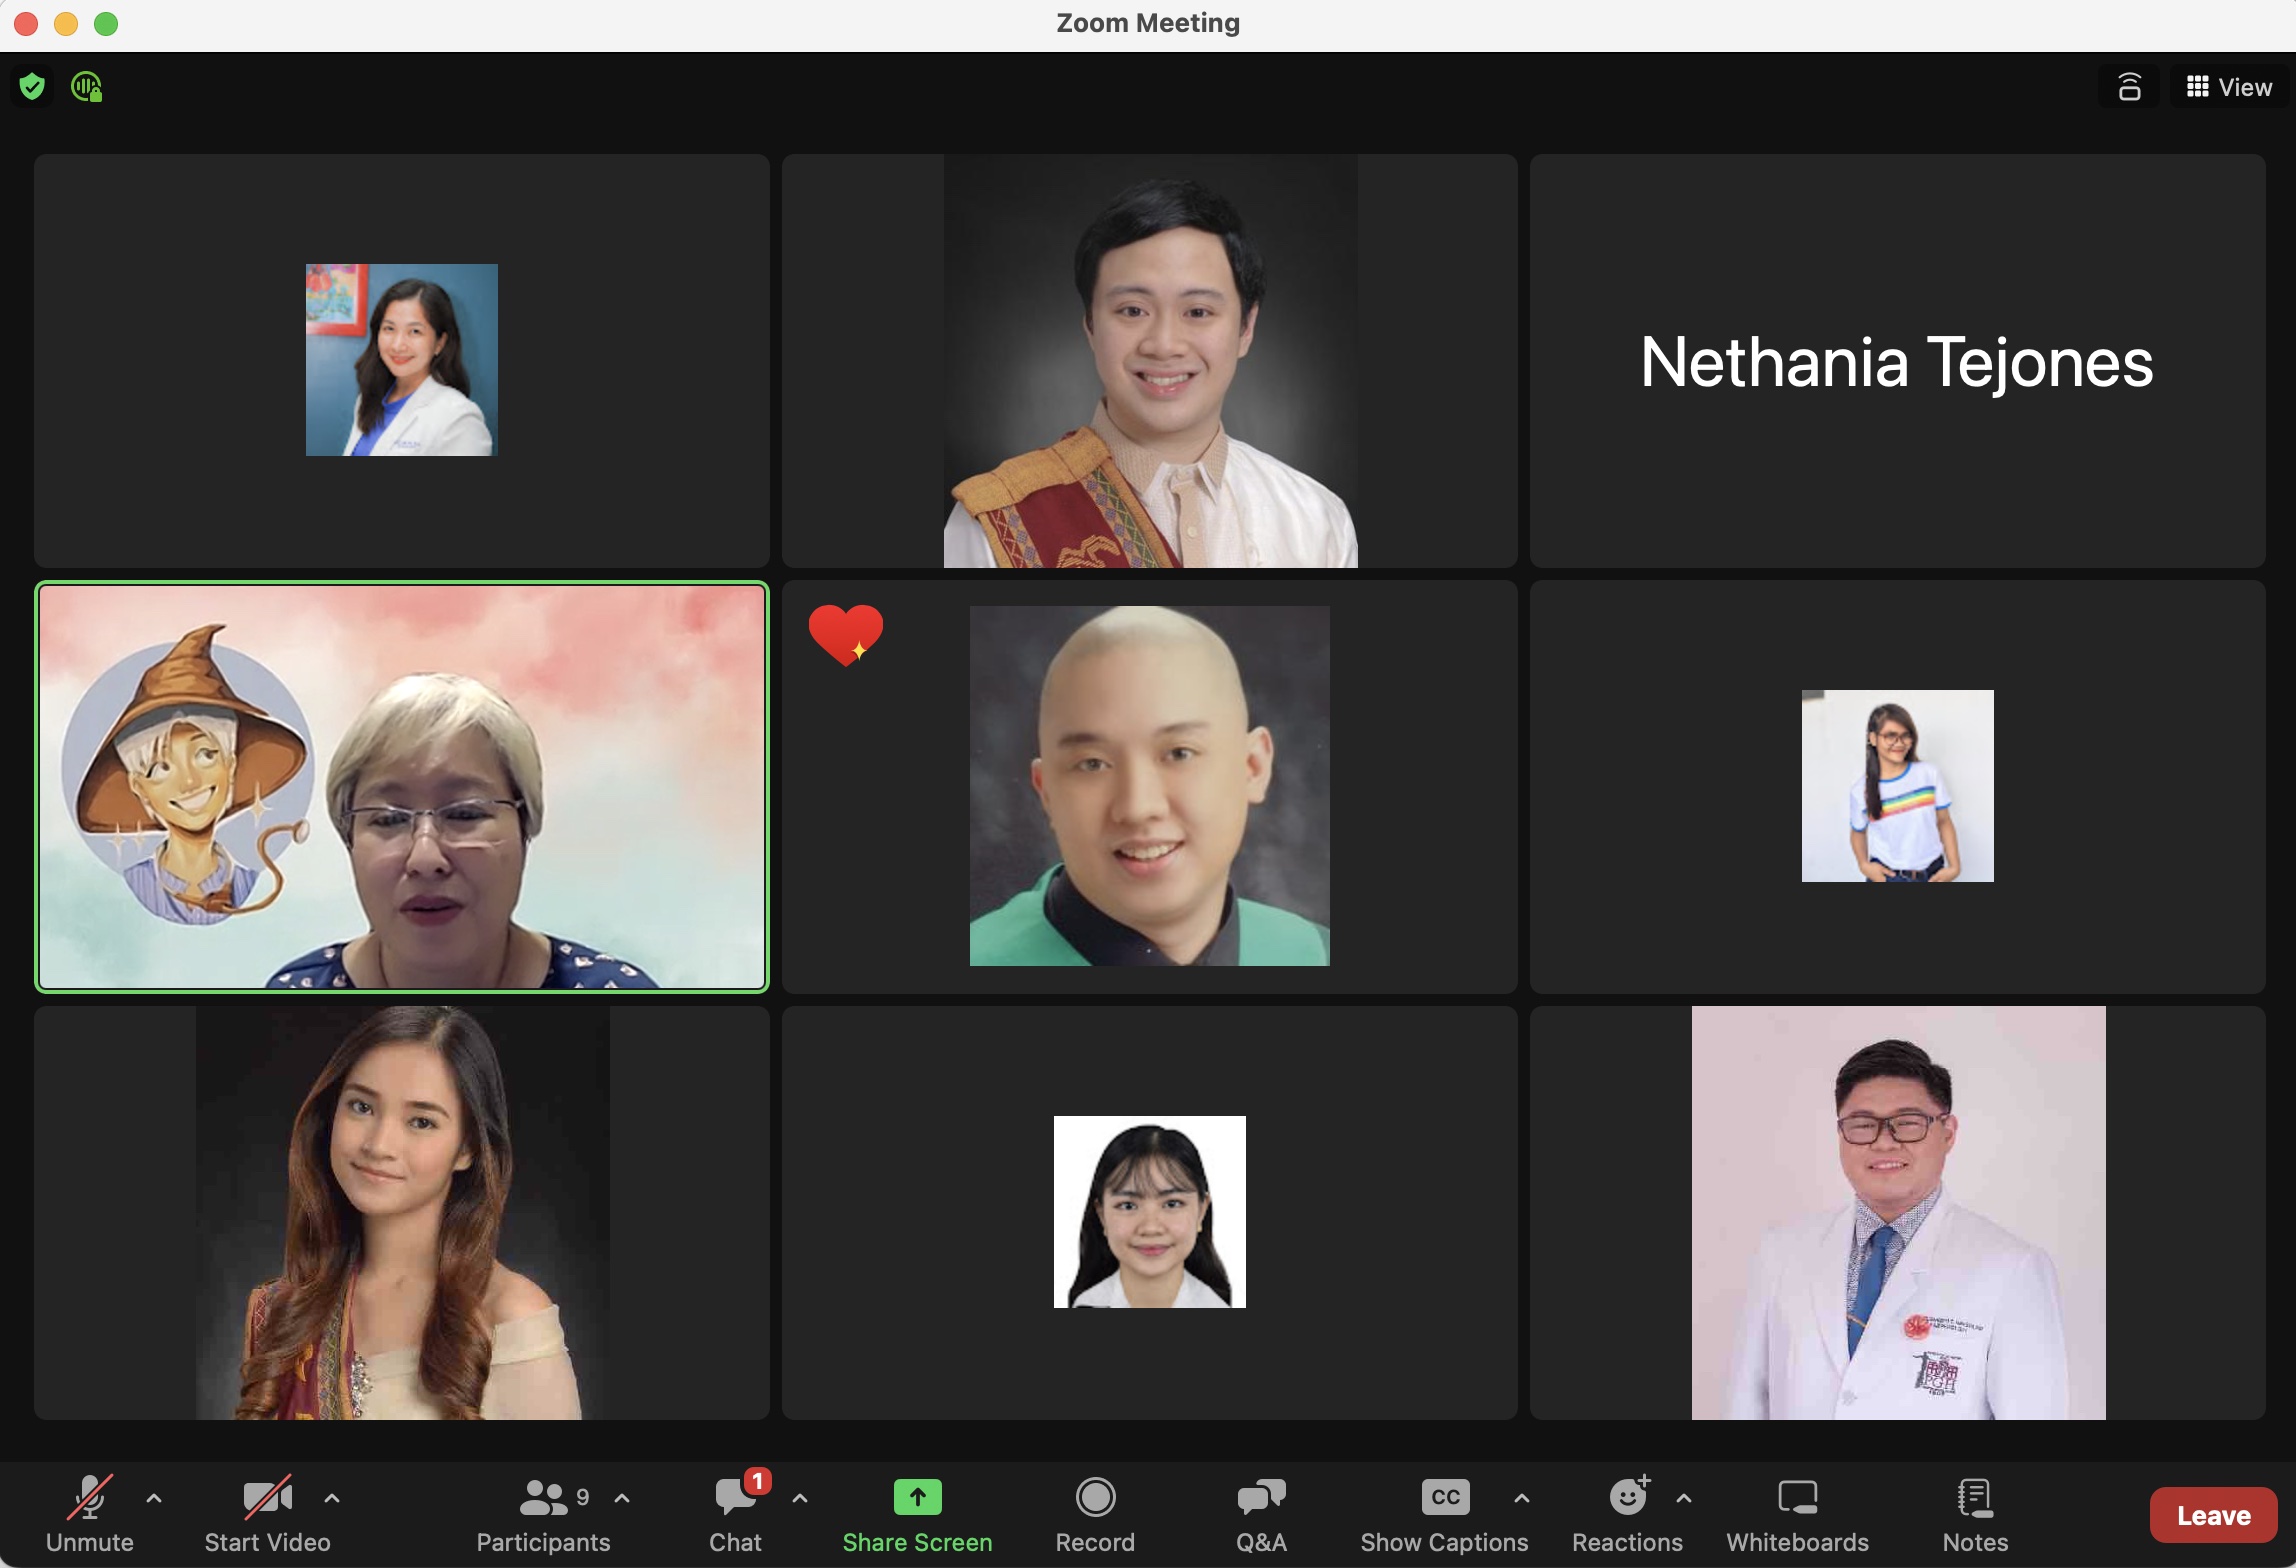 Zoom Meeting
View
Nethania Tejones
PGH
Unmute
Start Video
9
Participants
1
Chat
Share Screen
Record
Q&A
CC
Show Captions
Reactions
Whiteboards
Notes
Leave